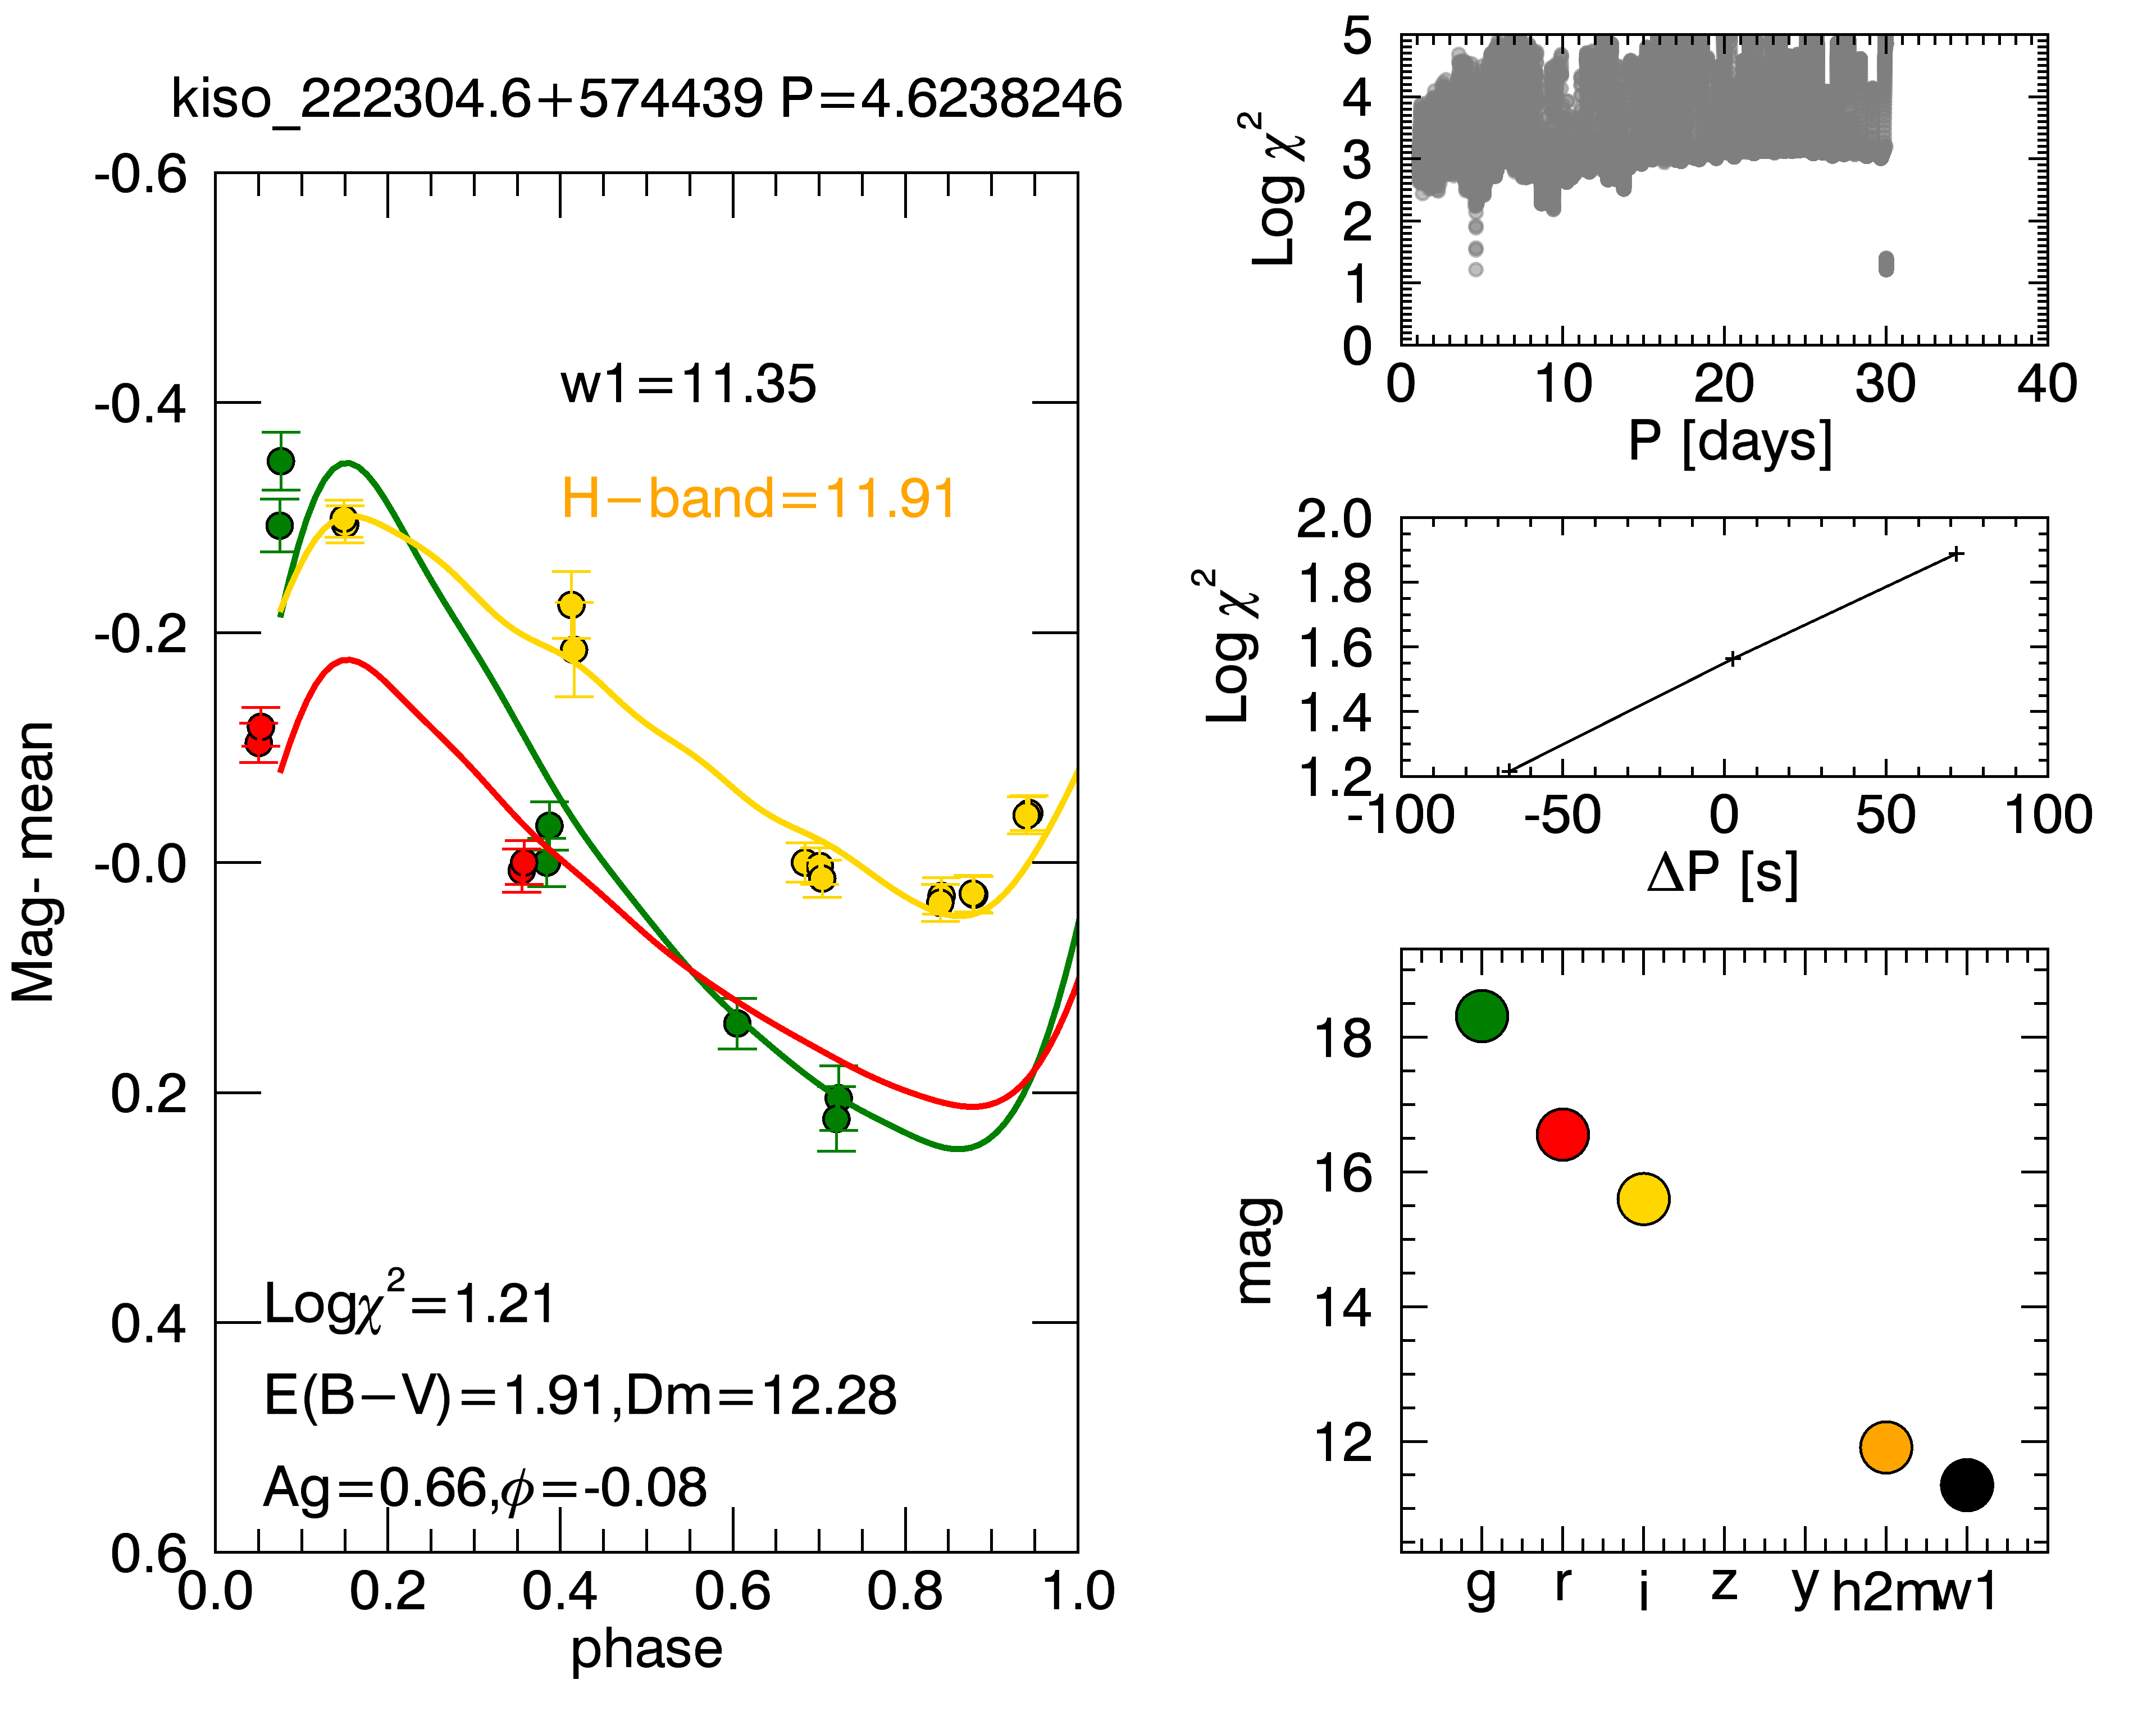 kiso_222304.6+574439 P=4.6238246
-0.6
-0.4
-0.2
-0.0
0.2
0.4
0.6
Mag- mean
w1=11.35
H−band=11.91
Logχ²=1.21
E(B−V)=1.91,Dm=12.28
Ag=0.66,ϕ=-0.08
0.0 0.2 0.4 0.6 0.8 1.0
phase
5
4
3
2
1
0
Log χ²
0 10 20 30 40
P [days]
2.0
1.8
1.6
1.4
1.2
Log χ²
-100 -50 0 50 100
ΔP [s]
18
16
14
12
mag
g r i z y h2m w1